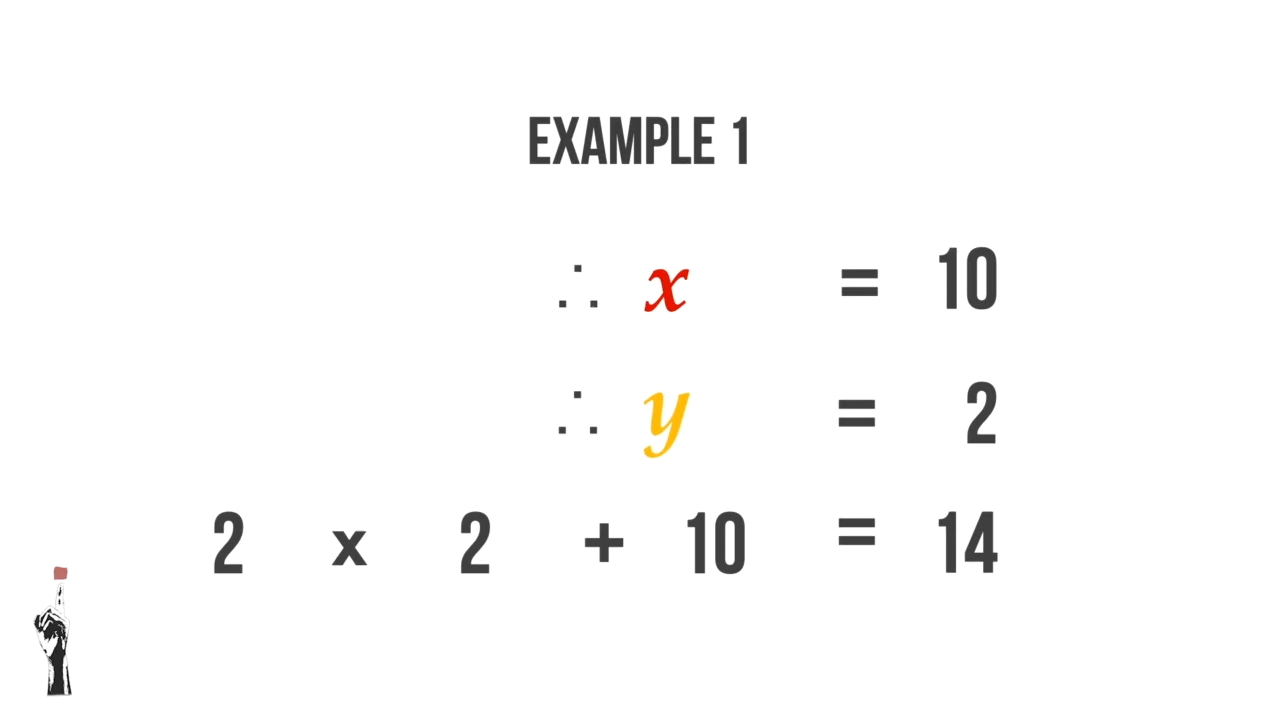 EXAMPLE 1
∴ x = 10
∴ y = 2
2 x 2 + 10 = 14